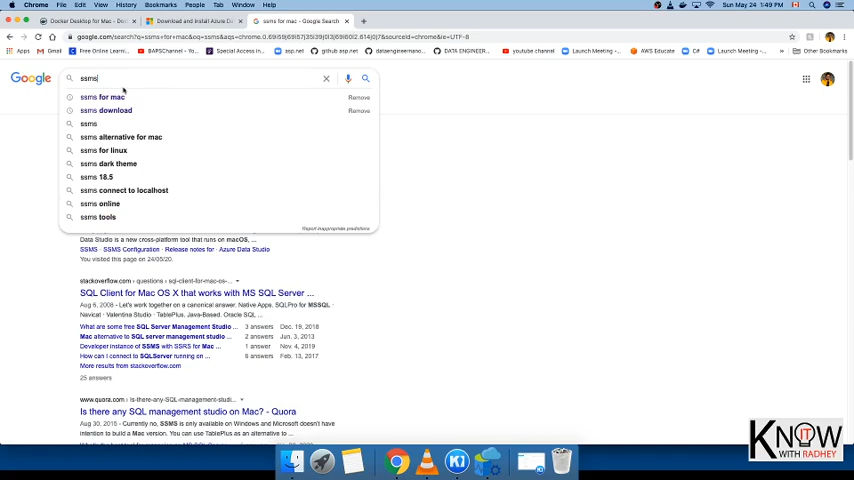 Chrome File Edit View History Bookmarks People Tab Window Help
Sun May 24 1:49 PM
Docker Desktop for Mac - Do
Download and install Azure Da
ssms for mac - Google Search
google.com/search?q=ssms+for+mac&oq=ssms&aqs=chrome.0.69i59l2j35i39j0l3j69i60l2.614j0j7&sourceid=chrome&ie=UTF-8
Apps Gmail Free Online Learni... BAPSChannel- YouT... Special Access in... asp.net github asp.net dataengineernano... DATA ENGINEER... youtube channel Launch Meeting -... AWS Educate C# Launch Meeting -... Other Bookmarks
Google
ssms
ssms for mac Remove
ssms download Remove
ssms
ssms alternative for mac
ssms for linux
ssms dark theme
ssms 18.5
ssms connect to localhost
ssms online
ssms tools
Report inappropriate predictions
Data Studio is a new cross-platform tool that runs on macOS, ...
SSMS · SSMS Configuration · Release notes for · Azure Data Studio
You visited this page on 24/05/20.
stackoverflow.com › questions › sql-client-for-mac-os-...
SQL Client for Mac OS X that works with MS SQL Server ...
Aug 6, 2008 - Let's work together on a canonical answer. Native Apps. SQLPro for MSSQL ·
Navicat · Valentina Studio · TablePlus. Java-Based. Oracle SQL ...
What are some free SQL Server Management Studio ... 3 answers Dec. 19, 2018
Mac alternative to SQL server management studio ... 2 answers Jun. 3, 2013
Developer instance of SSMS with SSRS for Mac ... 1 answer Nov. 4, 2019
How can I connect to SQLServer running on ... 6 answers Feb. 13, 2017
More results from stackoverflow.com
25 answers
www.quora.com › Is-there-any-SQL-management-studi...
Is there any SQL management studio on Mac? - Quora
Aug 30, 2015 - Currently no, SSMS is only available on Windows and Microsoft doesn't have
intention to build a Mac version. You can use TablePlus as an alternative to ...
KNOW
IT
WITH RADHEY